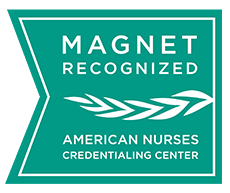 MAGNET
RECOGNIZED
AMERICAN NURSES
CREDENTIALING CENTER